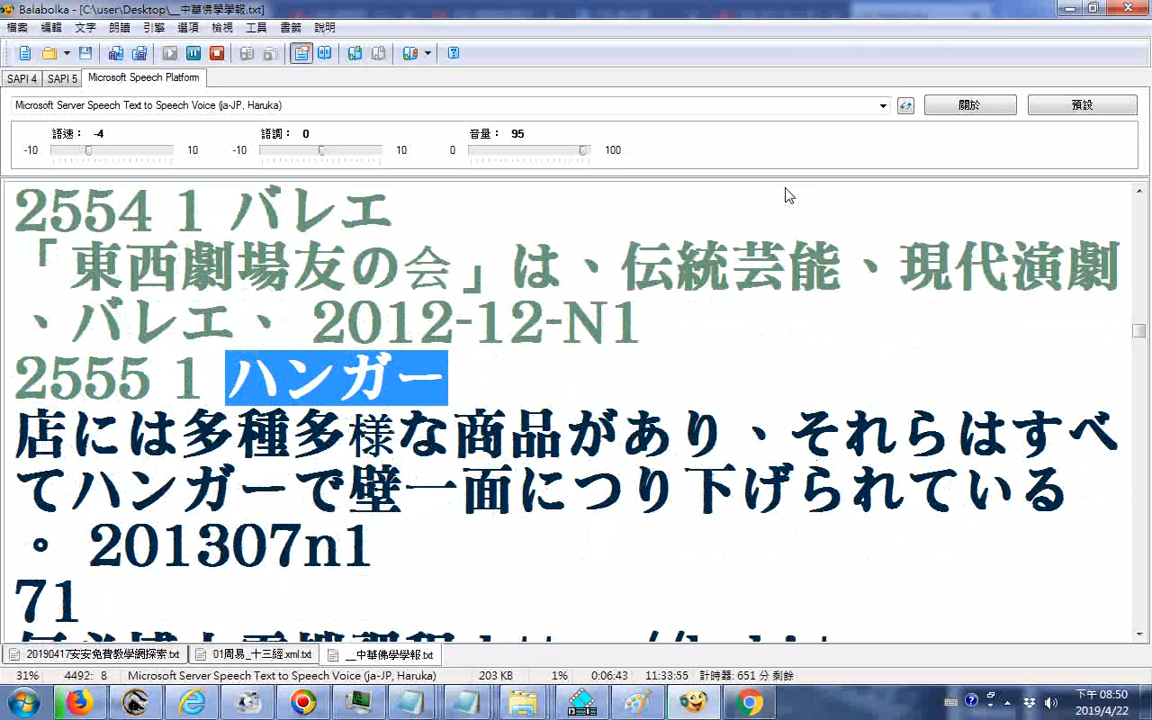 Balabolka - [C:\user\Desktop\__中華佛學學報.txt]
檔案 編輯 文字 朗讀 引擎 選項 檢視 工具 書籤 說明
SAPI 4 SAPI 5 Microsoft Speech Platform
Microsoft Server Speech Text to Speech Voice (ja-JP, Haruka) 關於 預設
語速: -4 語調: 0 音量: 95
-10 10 -10 10 0 100
2554 1 バレエ
「東西劇場友の会」は、伝統芸能、現代演劇
、バレエ、 2012-12-N1
2555 1 ハンガー
店には多種多様な商品があり、それらはすべ
てハンガーで壁一面につり下げられている
。 201307n1
71
20190417安安免費教學網探索.txt 01周易_十三經.xml.txt __中華佛學學報.txt
31% 4492: 8 Microsoft Server Speech Text to Speech Voice (ja-JP, Haruka) 203 KB 1% 0:06:43 11:33:55 計時器: 651 分 剩餘
下午 08:50
2019/4/22